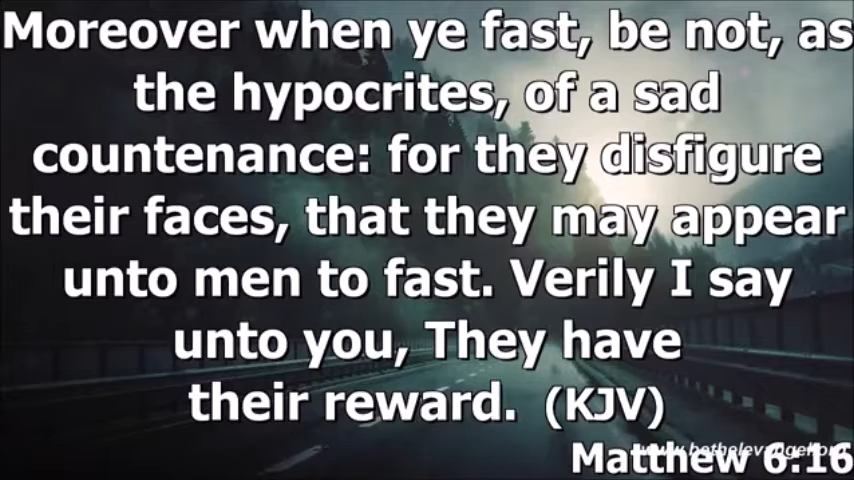 Moreover when ye fast, be not, as
the hypocrites, of a sad
countenance: for they disfigure
their faces, that they may appear
unto men to fast. Verily I say
unto you, They have
their reward. (KJV)
Matthew 6:16